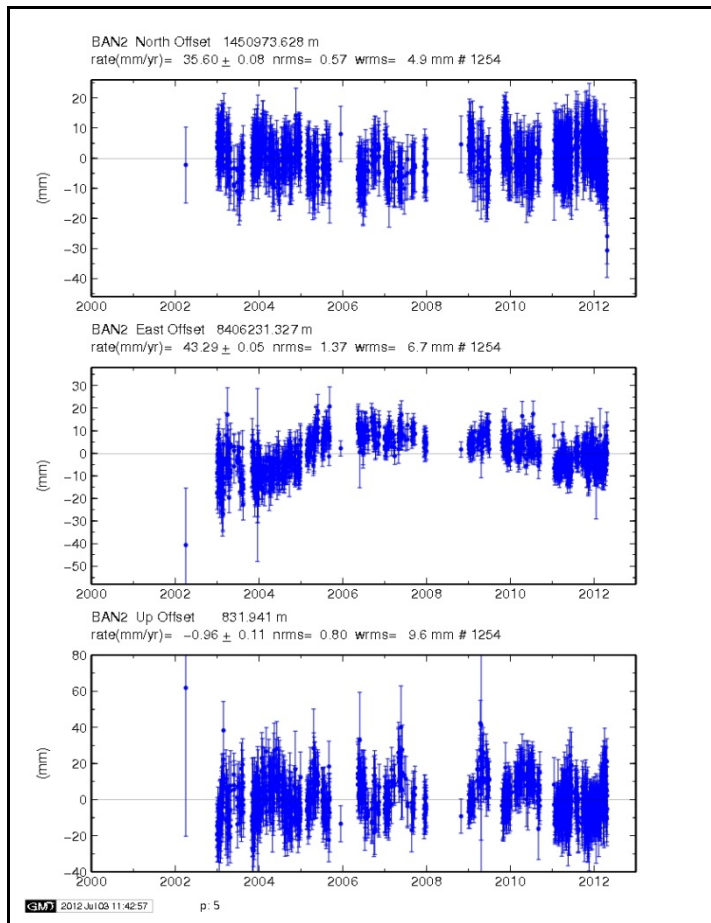 BAN2 North Offset 1450973.628 m
rate(mm/yr)= 35.60 ± 0.08 nrms= 0.57 wrms= 4.9 mm # 1254
20
10
0
-10
-20
-30
-40
(mm)
2000 2002 2004 2006 2008 2010 2012
BAN2 East Offset 8406231.327 m
rate(mm/yr)= 43.29 ± 0.05 nrms= 1.37 wrms= 6.7 mm # 1254
30
20
10
0
-10
-20
-30
-40
-50
(mm)
2000 2002 2004 2006 2008 2010 2012
BAN2 Up Offset 831.941 m
rate(mm/yr)= -0.96 ± 0.11 nrms= 0.80 wrms= 9.6 mm # 1254
80
60
40
20
0
-20
-40
(mm)
2000 2002 2004 2006 2008 2010 2012
GMT 2012 Jul 03 11:42:57 p: 5